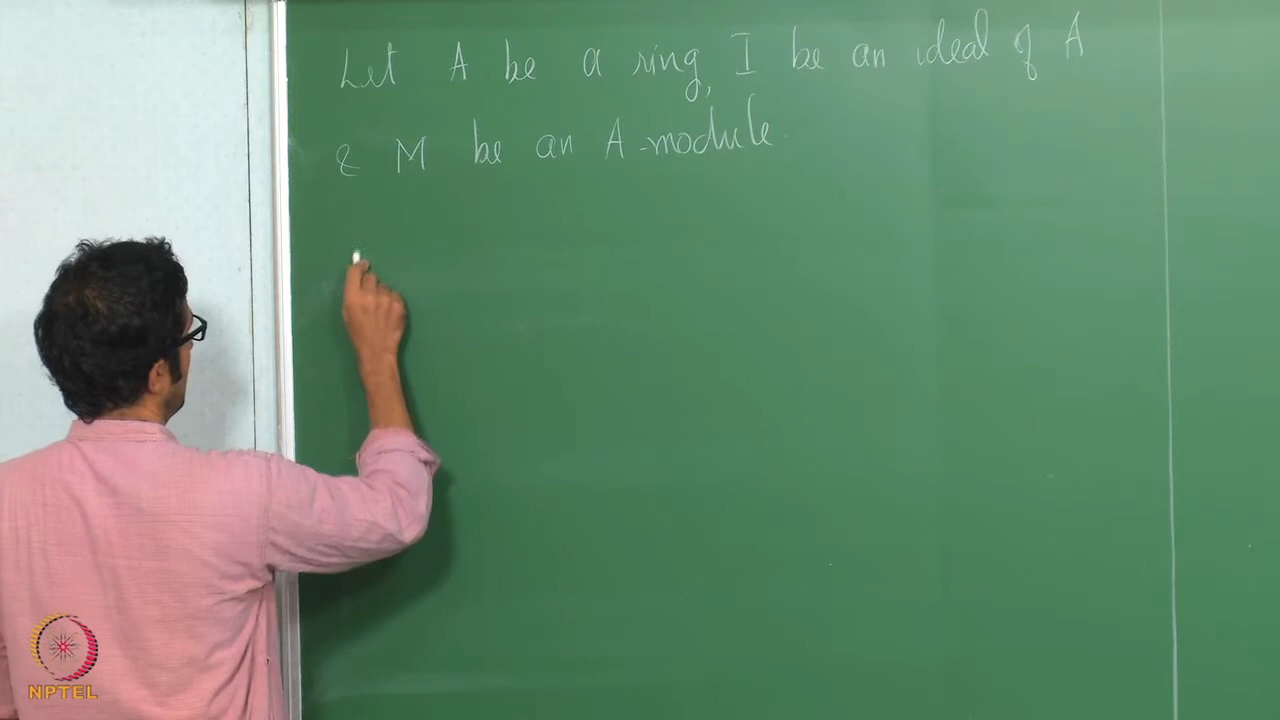 Let A be a ring, I be an ideal of A
& M be an A-module.
NPTEL